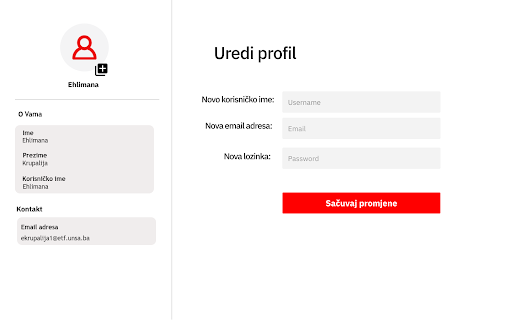 Ehlimana
O Vama
Ime
Ehlimana
Prezime
Krupalija
Korisničko ime
Ehlimana
Kontakt
Email adresa
ekrupalija1@etf.unsa.ba
Uredi profil
Novo korisničko ime:
Username
Nova email adresa:
Email
Nova lozinka:
Password
Sačuvaj promjene